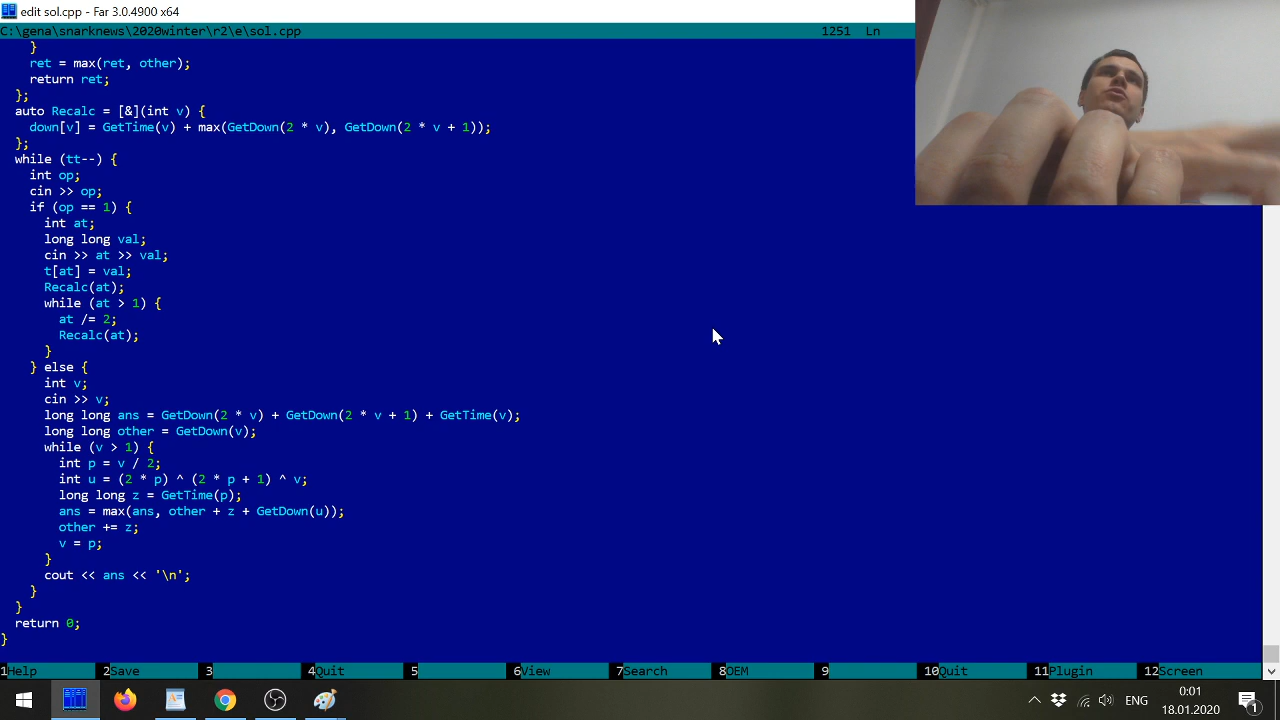 edit sol.cpp - Far 3.0.4900 x64
C:\gena\snarknews\2020winter\r2\e\sol.cpp 1251 Ln
}
ret = max(ret, other);
return ret;
};
auto Recalc = [&](int v) {
down[v] = GetTime(v) + max(GetDown(2 * v), GetDown(2 * v + 1));
};
while (tt--) {
int op;
cin >> op;
if (op == 1) {
int at;
long long val;
cin >> at >> val;
t[at] = val;
Recalc(at);
while (at > 1) {
at /= 2;
Recalc(at);
}
} else {
int v;
cin >> v;
long long ans = GetDown(2 * v) + GetDown(2 * v + 1) + GetTime(v);
long long other = GetDown(v);
while (v > 1) {
int p = v / 2;
int u = (2 * p) ^ (2 * p + 1) ^ v;
long long z = GetTime(p);
ans = max(ans, other + z + GetDown(u));
other += z;
v = p;
}
cout << ans << '\n';
}
}
return 0;
}
1Help 2Save 3 4Quit 5 6View 7Search 8OEM 9 10Quit 11Plugin 12Screen
ENG 0:01
18.01.2020 1